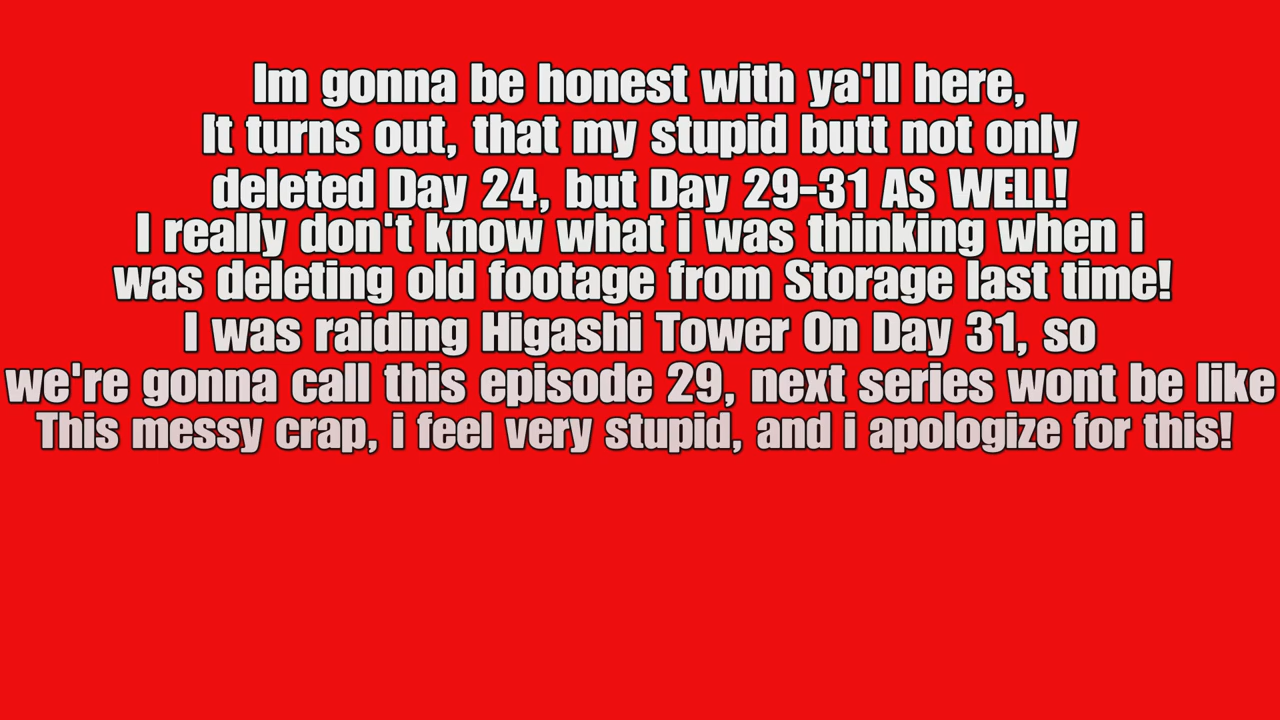 Im gonna be honest with ya'll here,
It turns out, that my stupid butt not only
deleted Day 24, but Day 29-31 AS WELL!
I really don't know what i was thinking when i
was deleting old footage from Storage last time!
I was raiding Higashi Tower On Day 31, so
we're gonna call this episode 29, next series wont be like
This messy crap, i feel very stupid, and i apologize for this!